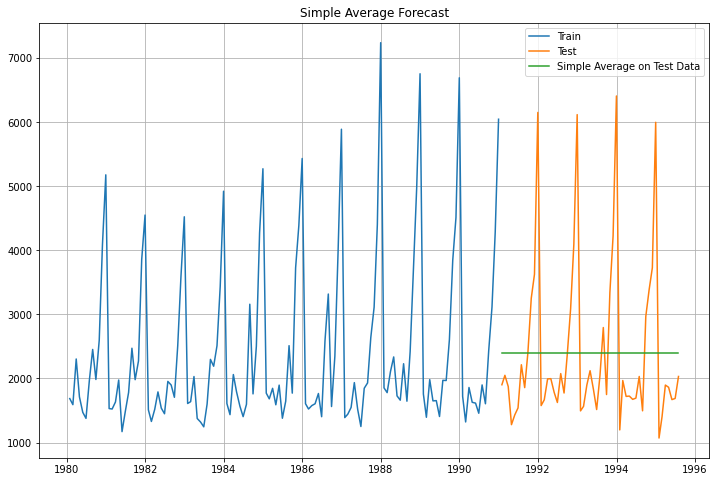 Simple Average Forecast
Train
Test
Simple Average on Test Data
7000
6000
5000
4000
3000
2000
1000
1980 1982 1984 1986 1988 1990 1992 1994 1996